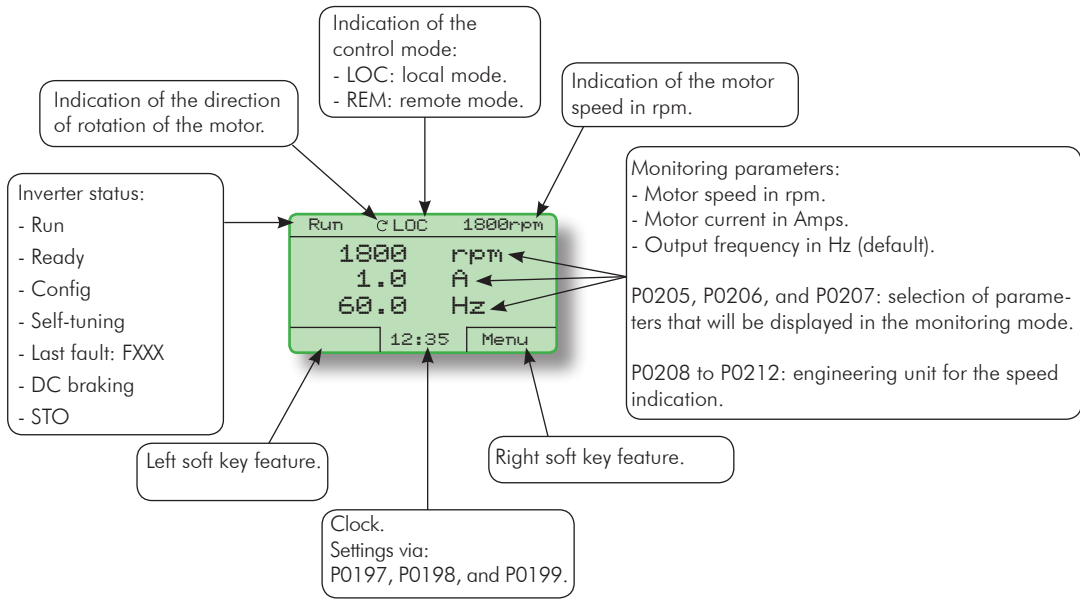 Indication of the
control mode:
- LOC: local mode.
- REM: remote mode.
Indication of the motor
speed in rpm.
Indication of the direction
of rotation of the motor.
Monitoring parameters:
- Motor speed in rpm.
- Motor current in Amps.
- Output frequency in Hz (default).
P0205, P0206, and P0207: selection of parame-
ters that will be displayed in the monitoring mode.
P0208 to P0212: engineering unit for the speed
indication.
Inverter status:
- Run
- Ready
- Config
- Self-tuning
- Last fault: FXXX
- DC braking
- STO
Run LOC 1800rpm
1800 rpm
1.0 A
60.0 Hz
12:35 Menu
Left soft key feature.
Right soft key feature.
Clock.
Settings via:
P0197, P0198, and P0199.